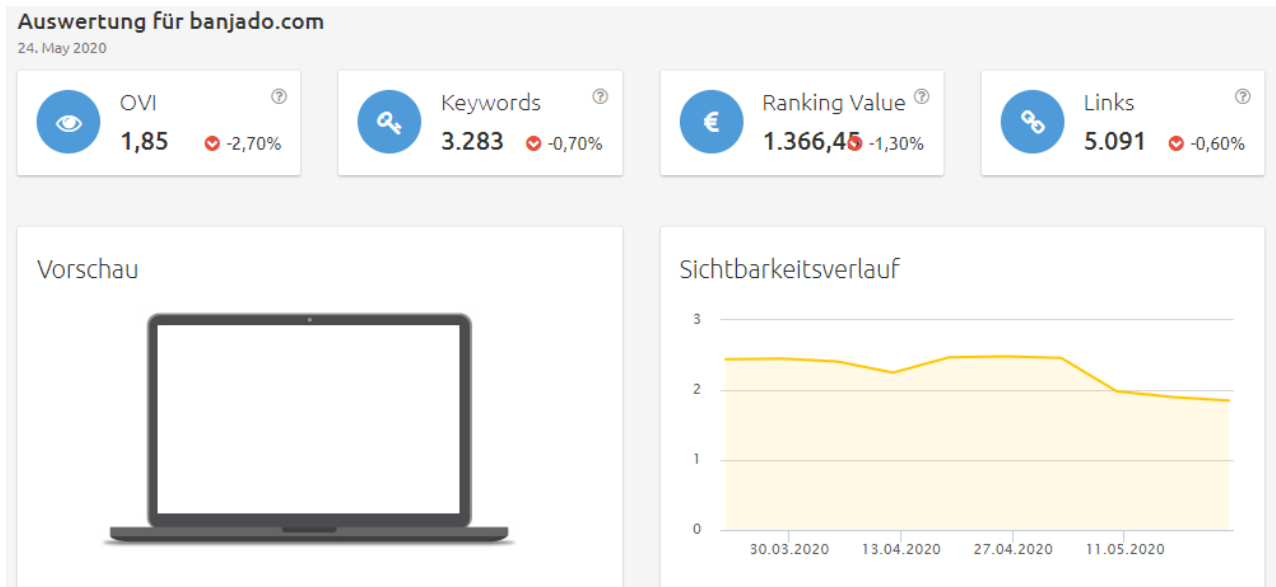 Auswertung für banjado.com
24. May 2020
OVI
1,85 -2,70%
Keywords
3.283 -0,70%
Ranking Value
1.366,45 -1,30%
Links
5.091 -0,60%
Vorschau
Sichtbarkeitsverlauf
3
2
1
0
30.03.2020 13.04.2020 27.04.2020 11.05.2020